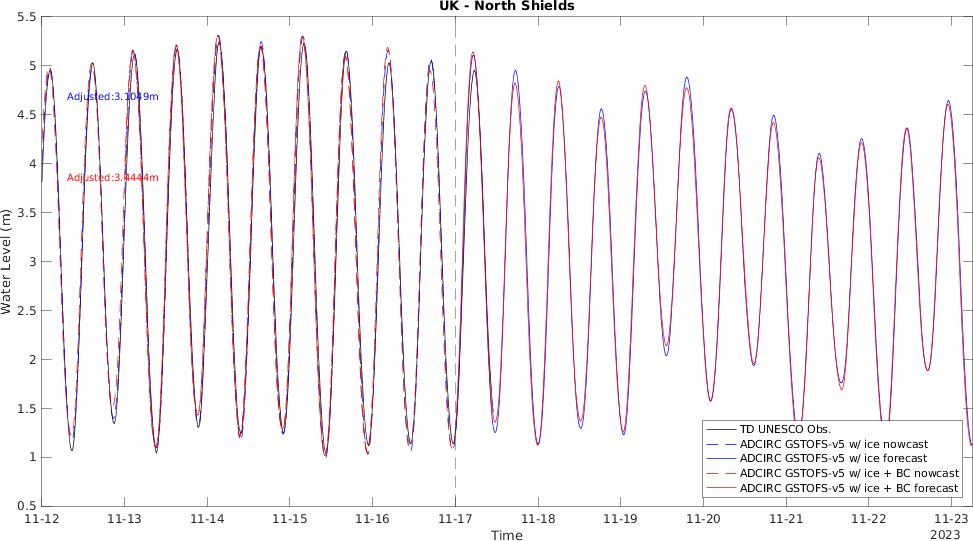 UK - North Shields
5.5
5
4.5
4
3.5
3
2.5
2
1.5
1
0.5
Water Level (m)
Adjusted:3.1049m
Adjusted:3.4444m
TD UNESCO Obs.
ADCIRC GSTOFS-v5 w/ ice nowcast
ADCIRC GSTOFS-v5 w/ ice forecast
ADCIRC GSTOFS-v5 w/ ice + BC nowcast
ADCIRC GSTOFS-v5 w/ ice + BC forecast
11-12 11-13 11-14 11-15 11-16 11-17 11-18 11-19 11-20 11-21 11-22 11-23
Time
2023